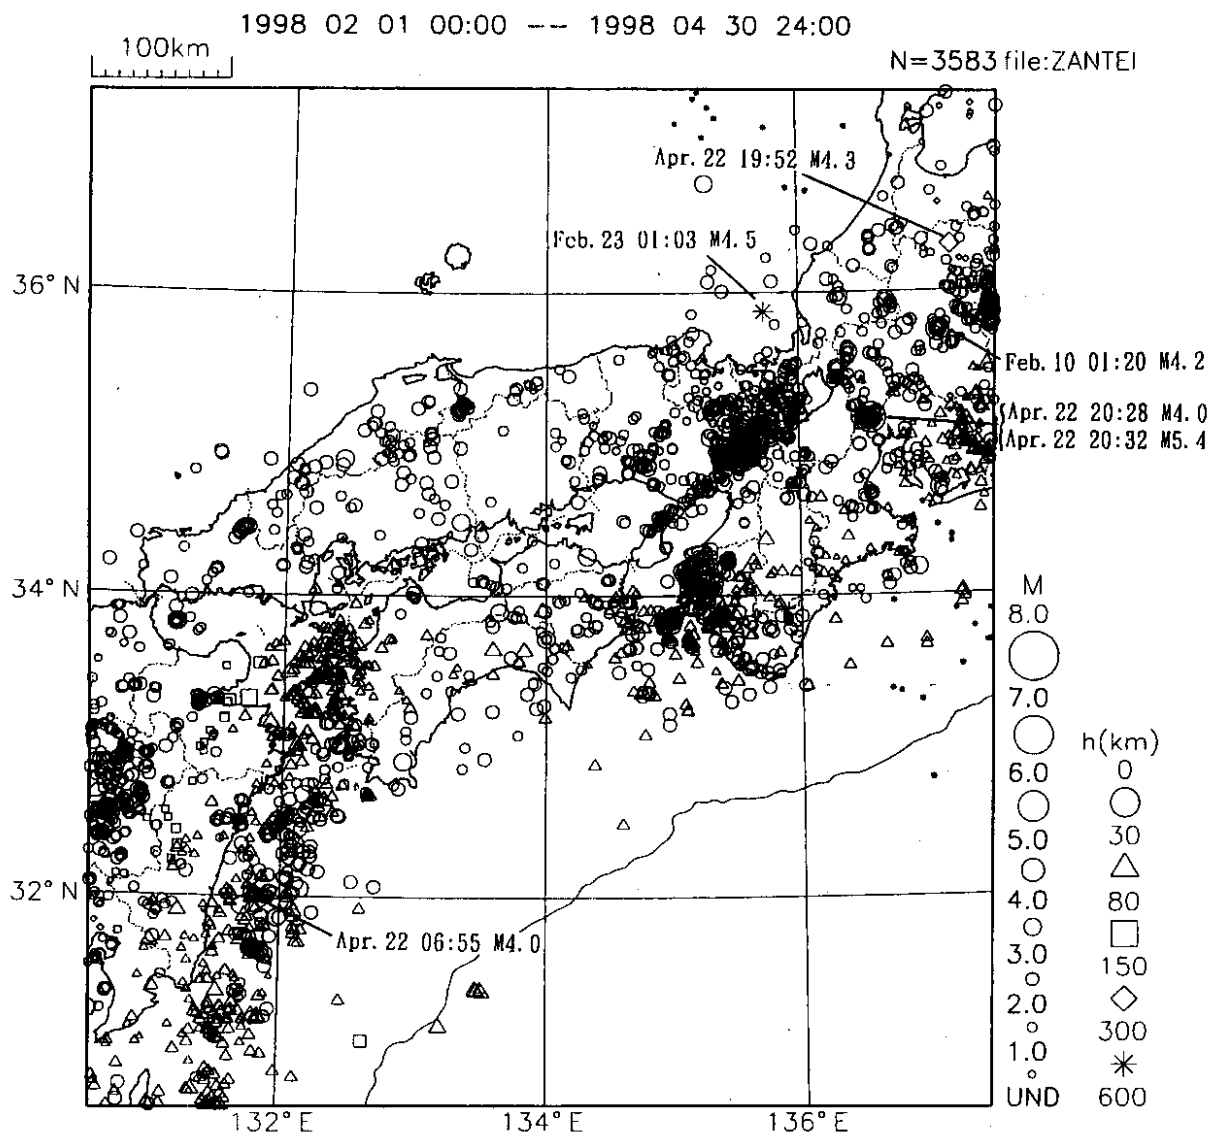 1998 02 01 00:00 -- 1998 04 30 24:00
100km
N=3583 file:ZANTEI
Apr. 22 19:52 M4.3
Feb. 23 01:03 M4.5
36°N
Feb. 10 01:20 M4.2
Apr. 22 20:28 M4.0
Apr. 22 20:32 M5.4
34°N
M
8.0
7.0
6.0
5.0
4.0
3.0
2.0
1.0
UND
h(km)
0
30
80
150
300
600
32°N
Apr. 22 06:55 M4.0
132°E
134°E
136°E